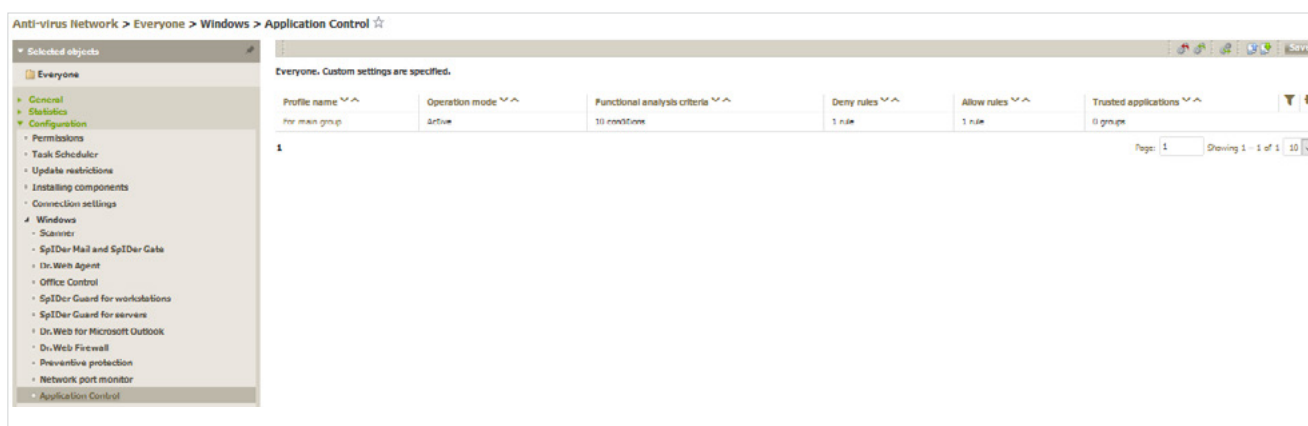 Anti-virus Network > Everyone > Windows > Application Control
Selected objects
Everyone
General
Statistics
Configuration
Permissions
Task Scheduler
Update restrictions
Installing components
Connection settings
Windows
Scanner
SpIDer Mail and SpIDer Gate
Dr.Web Agent
Office Control
SpIDer Guard for workstations
SpIDer Guard for servers
Dr.Web for Microsoft Outlook
Dr.Web Firewall
Preventive protection
Network port monitor
Application Control
Save
Everyone. Custom settings are specified.
Profile name Operation mode Functional analysis criteria Deny rules Allow rules Trusted applications
For main group Active 10 conditions 1 rule 1 rule 0 groups
1 Page: 1 Showing 1 – 1 of 1 10